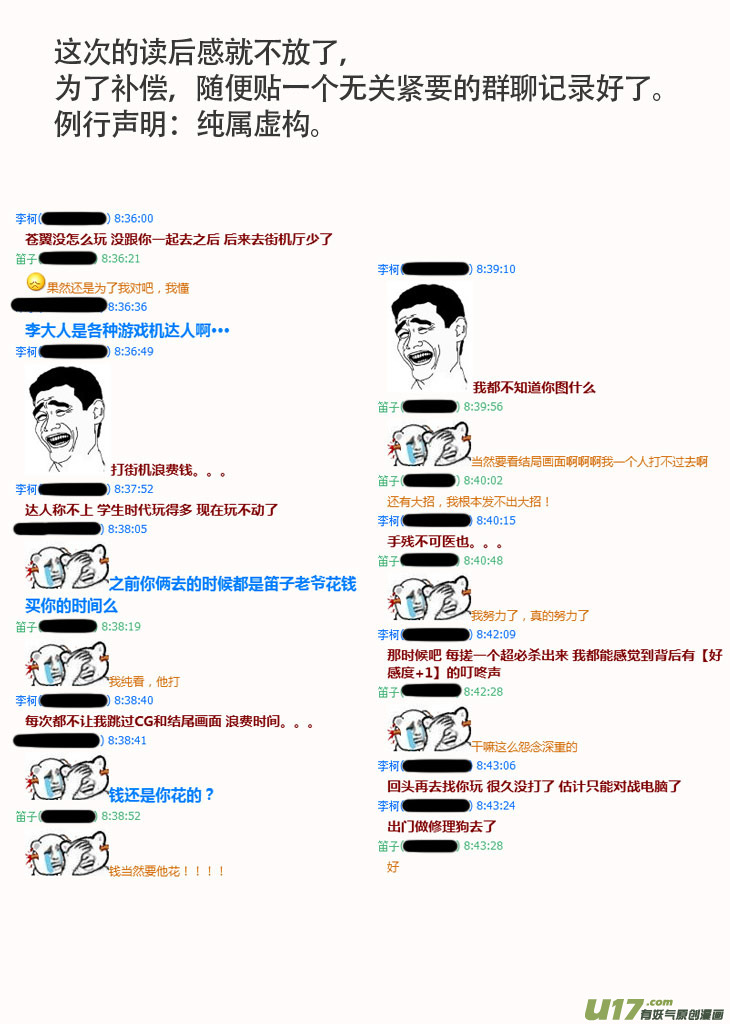 这次的读后感就不放了,
为了补偿, 随便贴一个无关紧要的群聊记录好了。
例行声明：纯属虚构。
李柯( ) 8:36:00
苍翼没怎么玩 没跟你一起去之后 后来去街机厅少了
笛子( ) 8:36:21
果然还是为了我对吧，我懂
8:36:36
李大人是各种游戏机达人啊•••
李柯( ) 8:36:49
打街机浪费钱。。。
李柯( ) 8:37:52
达人称不上 学生时代玩得多 现在玩不动了
) 8:38:05
之前你俩去的时候都是笛子老爷花钱
买你的时间么
笛子( ) 8:38:19
我纯看，他打
李柯( ) 8:38:40
每次都不让我跳过CG和结尾画面 浪费时间。。。
) 8:38:41
钱还是你花的？
笛子( ) 8:38:52
钱当然要他花！！！！
李柯( ) 8:39:10
我都不知道你图什么
笛子( ) 8:39:56
当然要看结局画面啊啊啊我一个人打不过去啊
笛子( ) 8:40:02
还有大招，我根本发不出大招！
李柯( ) 8:40:15
手残不可医也。。。
笛子( ) 8:40:48
我努力了，真的努力了
李柯( ) 8:42:09
那时候吧 每搓一个超必杀出来 我都能感觉到背后有【好
感度+1】的叮咚声
笛子( ) 8:42:28
干嘛这么怨念深重的
李柯( ) 8:43:06
回头再去找你玩 很久没打了 估计只能对战电脑了
李柯( ) 8:43:24
出门做修理狗去了
笛子( ) 8:43:28
好
U17.com
有妖气原创漫画